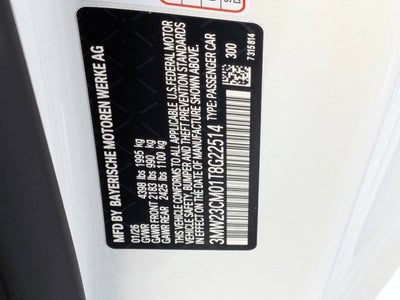 MFD BY BAYERISCHE MOTOREN WERKE AG
01/26
GVWR 4398 lbs 1995 kg
GAWR FRONT 2183 lbs 990 kg
GAWR REAR 2425 lbs 1100 kg
THIS VEHICLE CONFORMS TO ALL APPLICABLE U.S. FEDERAL MOTOR
VEHICLE SAFETY, BUMPER AND THEFT PREVENTION STANDARDS
IN EFFECT ON THE DATE OF MANUFACTURE SHOWN ABOVE.
3MW23CM01T8G22514 TYPE: PASSENGER CAR
300
7 315 814